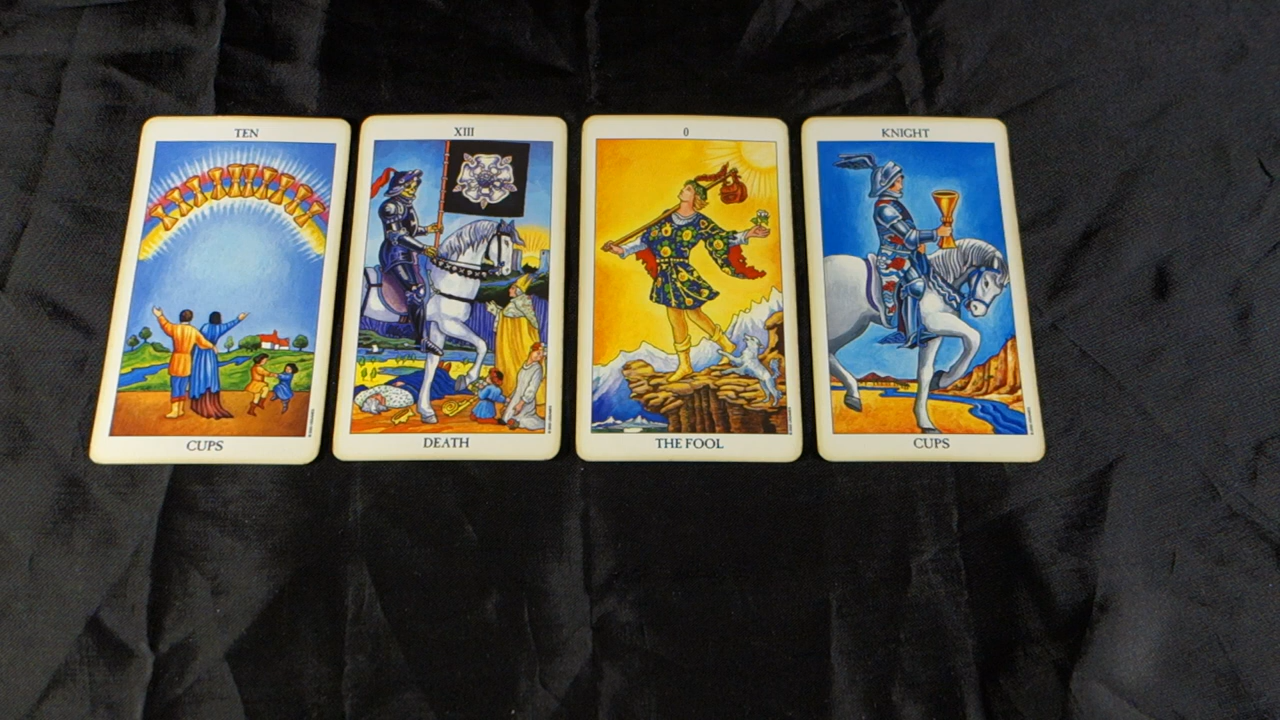 TEN
CUPS
XIII
DEATH
0
THE FOOL
KNIGHT
CUPS